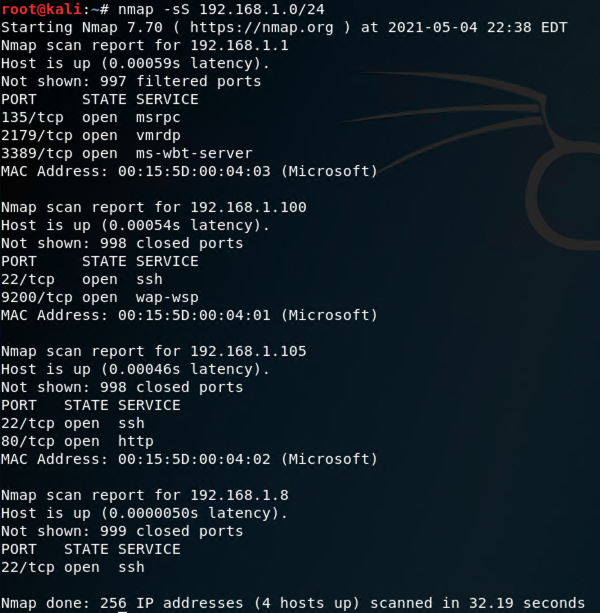 root@kali:~# nmap -sS 192.168.1.0/24
Starting Nmap 7.70 ( https://nmap.org ) at 2021-05-04 22:38 EDT
Nmap scan report for 192.168.1.1
Host is up (0.00059s latency).
Not shown: 997 filtered ports
PORT     STATE SERVICE
135/tcp  open  msrpc
2179/tcp open  vmrdp
3389/tcp open  ms-wbt-server
MAC Address: 00:15:5D:00:04:03 (Microsoft)

Nmap scan report for 192.168.1.100
Host is up (0.00054s latency).
Not shown: 998 closed ports
PORT     STATE SERVICE
22/tcp   open  ssh
9200/tcp open  wap-wsp
MAC Address: 00:15:5D:00:04:01 (Microsoft)

Nmap scan report for 192.168.1.105
Host is up (0.00046s latency).
Not shown: 998 closed ports
PORT   STATE SERVICE
22/tcp open  ssh
80/tcp open  http
MAC Address: 00:15:5D:00:04:02 (Microsoft)

Nmap scan report for 192.168.1.8
Host is up (0.0000050s latency).
Not shown: 999 closed ports
PORT   STATE SERVICE
22/tcp open  ssh

Nmap done: 256 IP addresses (4 hosts up) scanned in 32.19 seconds